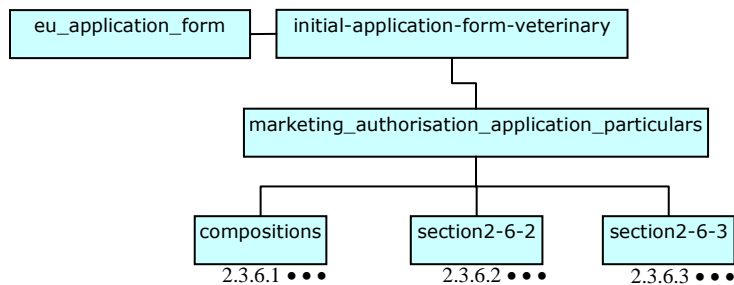 eu_application_form
initial-application-form-veterinary
marketing_authorisation_application_particulars
compositions
section2-6-2
section2-6-3
2.3.6.1 •••
2.3.6.2 •••
2.3.6.3 •••